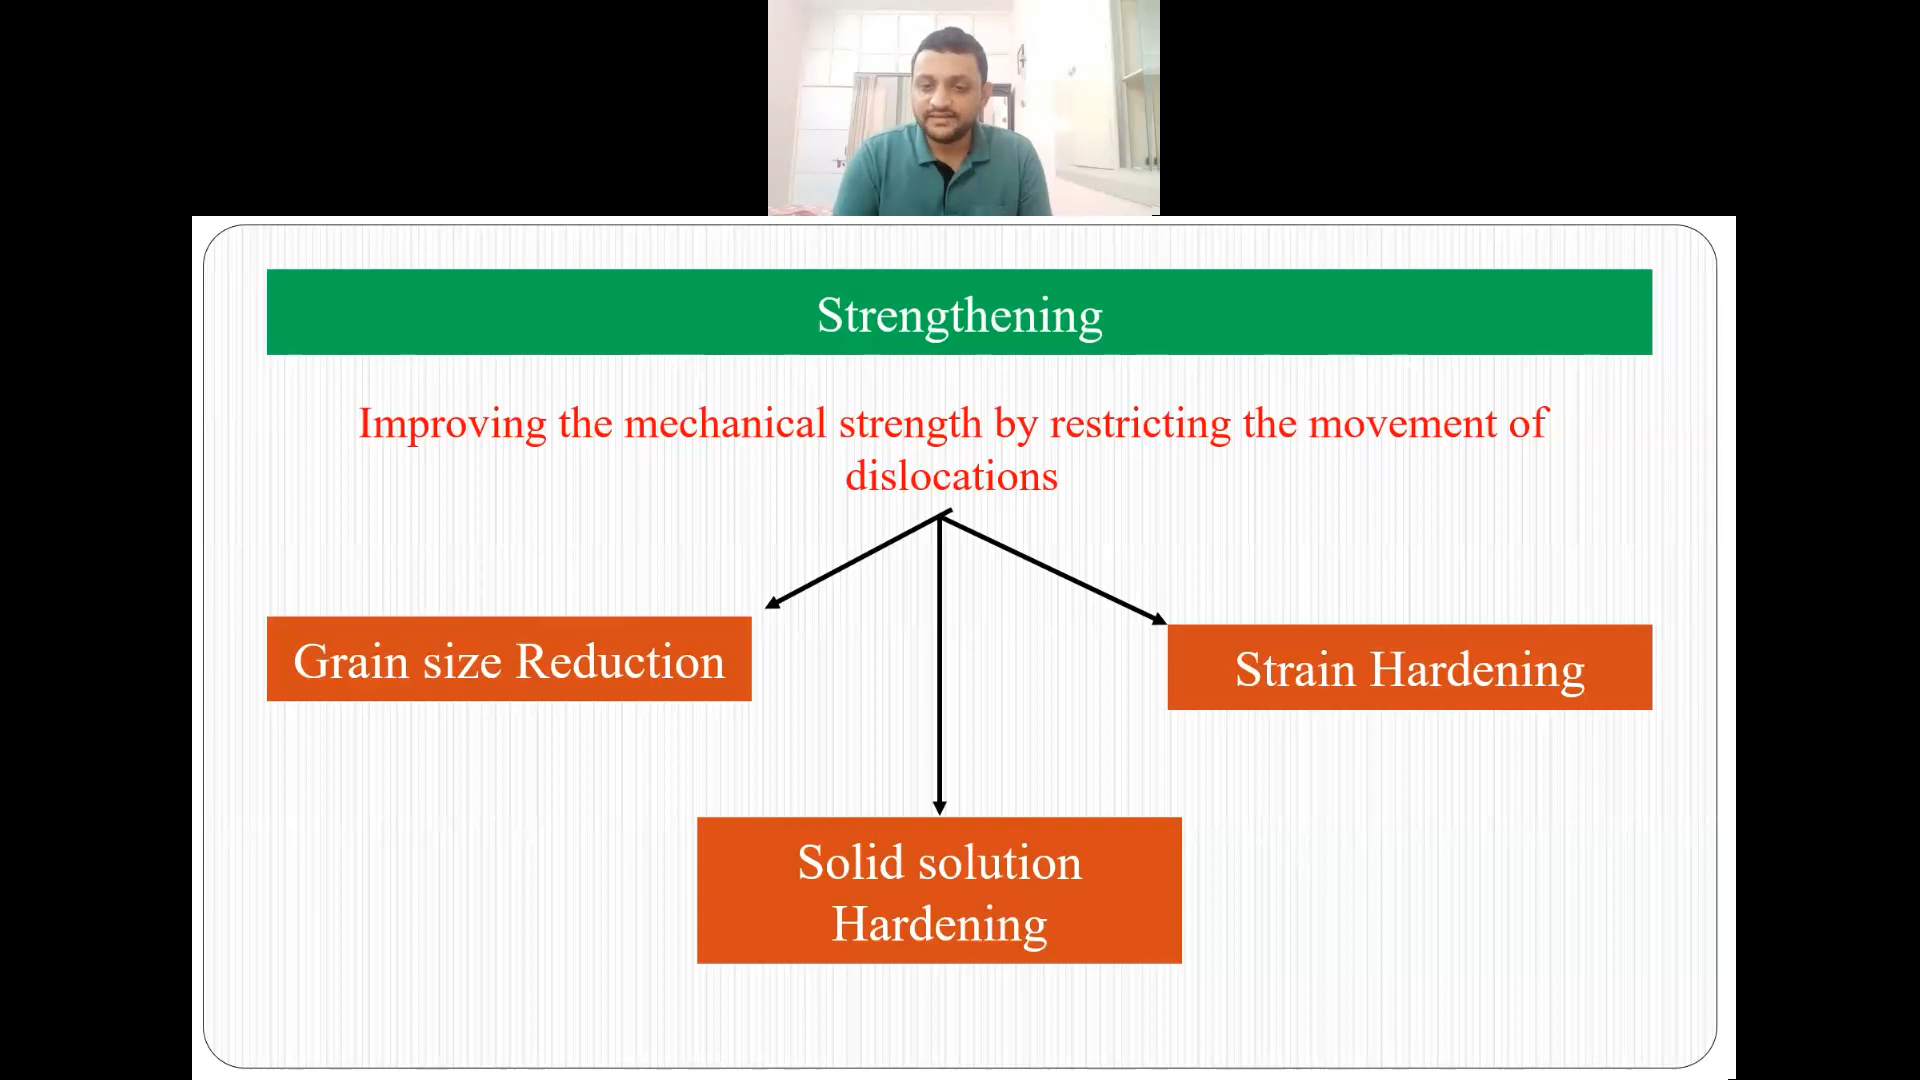 Strengthening
Improving the mechanical strength by restricting the movement of
dislocations
Grain size Reduction
Strain Hardening
Solid solution
Hardening